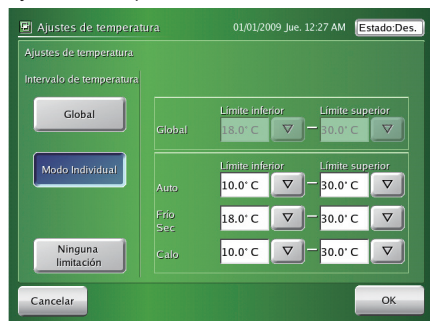 Ajustes de temperatura
01/01/2009 Jue. 12:27 AM
Estado:Des.
Ajustes de temperatura
Intervalo de temperatura
Global
Modo Individual
Ninguna
limitación
Límite inferior Límite superior
Global 18.0°C – 30.0°C
Límite inferior Límite superior
Auto 10.0°C – 30.0°C
Frio
Sec 18.0°C – 30.0°C
Calo 10.0°C – 30.0°C
Cancelar
OK